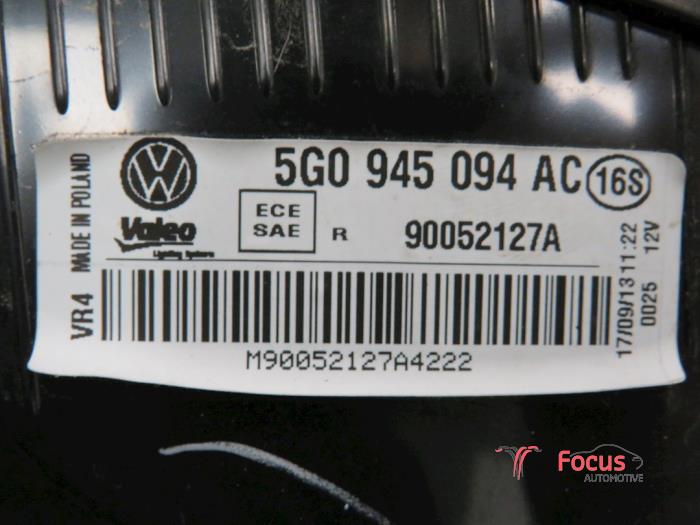 5G0 945 094 AC 16S
VW
Valeo
Lighting Systems
ECE
SAE
R
90052127A
M90052127A4222
VR4 MADE IN POLAND
17/09/13 11:22
0025 12V
Focus
AUTOMOTIVE